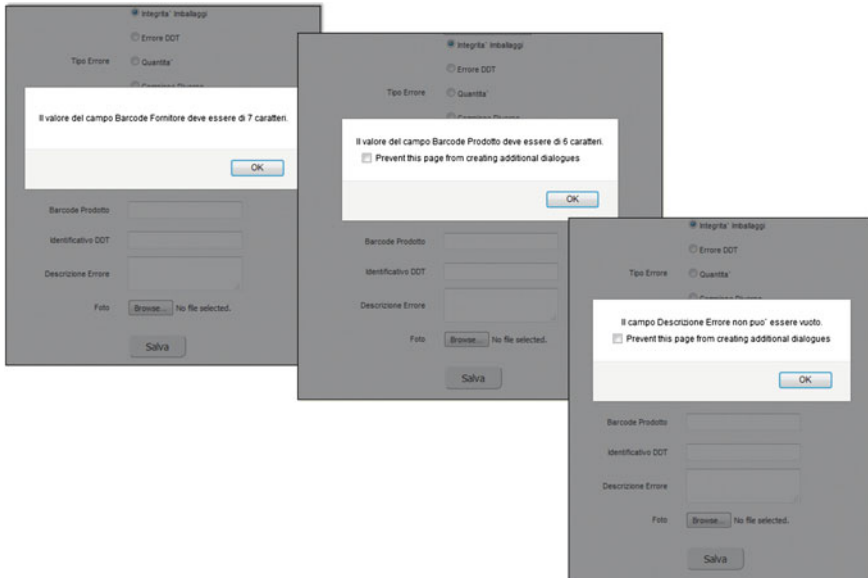 Integrita` Imballaggi
Errore DDT
Tipo Errore
Quantita`
Il valore del campo Barcode Fornitore deve essere di 7 caratteri.
OK
Barcode Prodotto
Identificativo DDT
Descrizione Errore
Foto
Browse... No file selected.
Salva
Integrita` Imballaggi
Errore DDT
Tipo Errore
Quantita`
Il valore del campo Barcode Prodotto deve essere di 6 caratteri.
Prevent this page from creating additional dialogues
OK
Barcode Prodotto
Identificativo DDT
Descrizione Errore
Foto
Browse... No file selected.
Salva
Integrita` Imballaggi
Errore DDT
Tipo Errore
Quantita`
Il campo Descrizione Errore non puo` essere vuoto.
Prevent this page from creating additional dialogues
OK
Barcode Prodotto
Identificativo DDT
Descrizione Errore
Foto
Browse... No file selected.
Salva